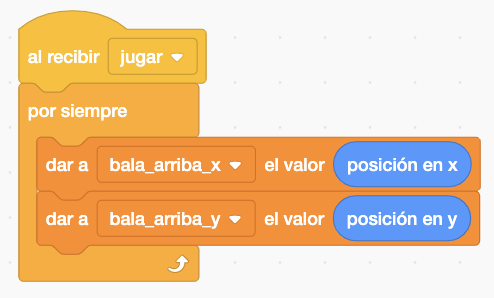 al recibir jugar
por siempre
dar a bala_arriba_x el valor posición en x
dar a bala_arriba_y el valor posición en y